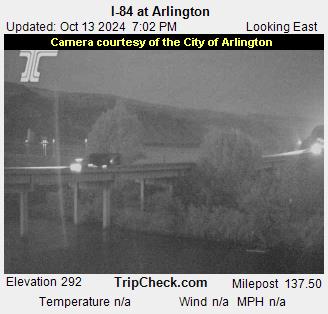 I-84 at Arlington
Updated: Oct 13 2024 7:02 PM Looking East
Camera courtesy of the City of Arlington
Elevation 292 TripCheck.com Milepost 137.50
Temperature n/a Wind n/a MPH n/a